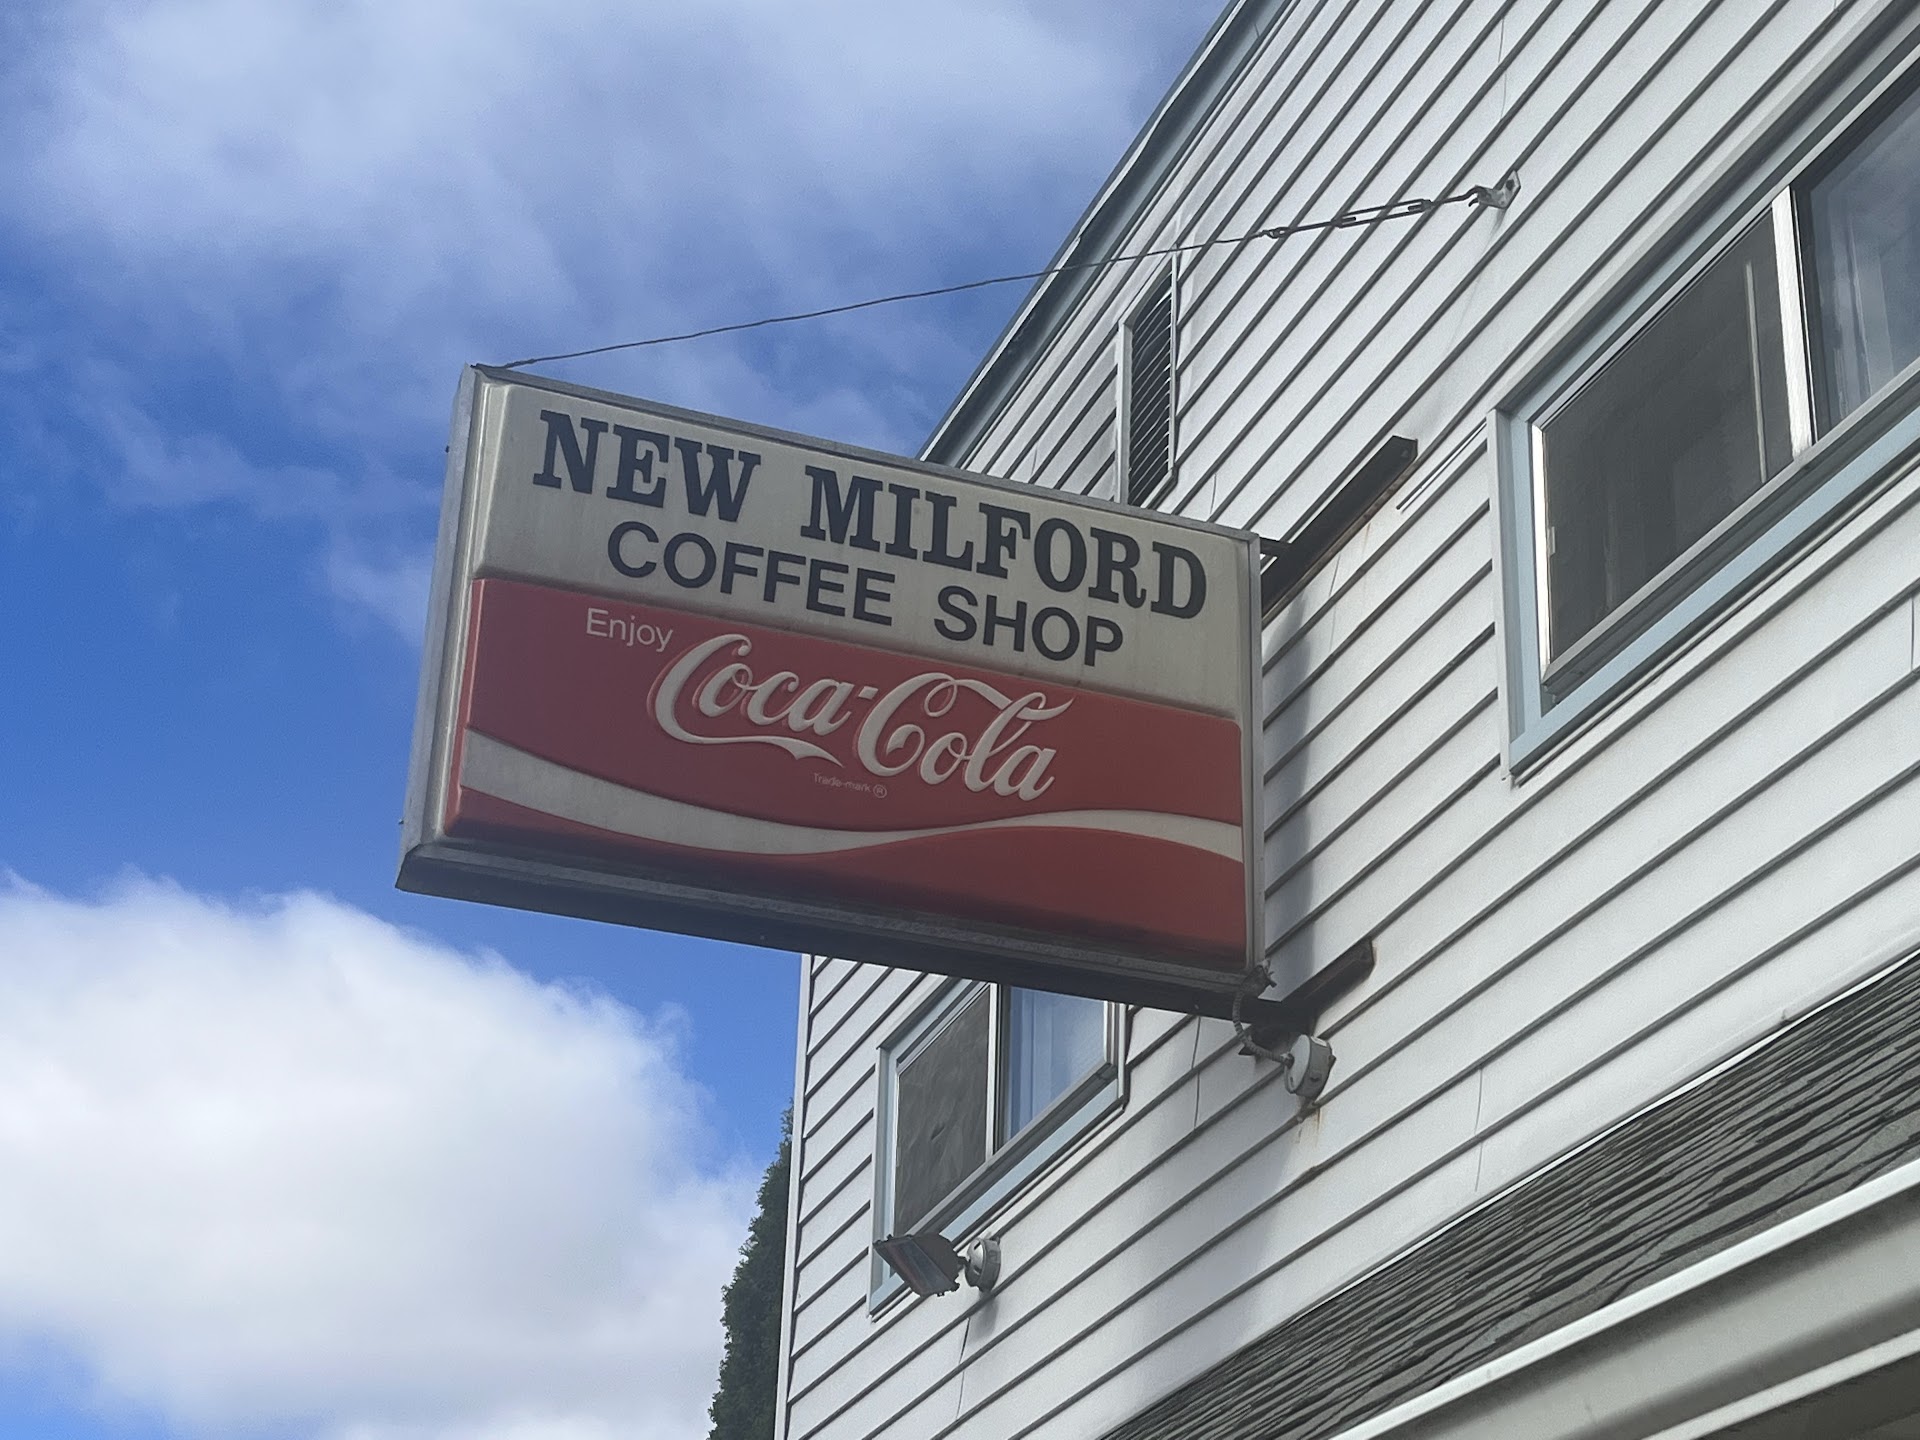 NEW MILFORD
COFFEE SHOP
Enjoy
Coca-Cola
Trade-mark ®